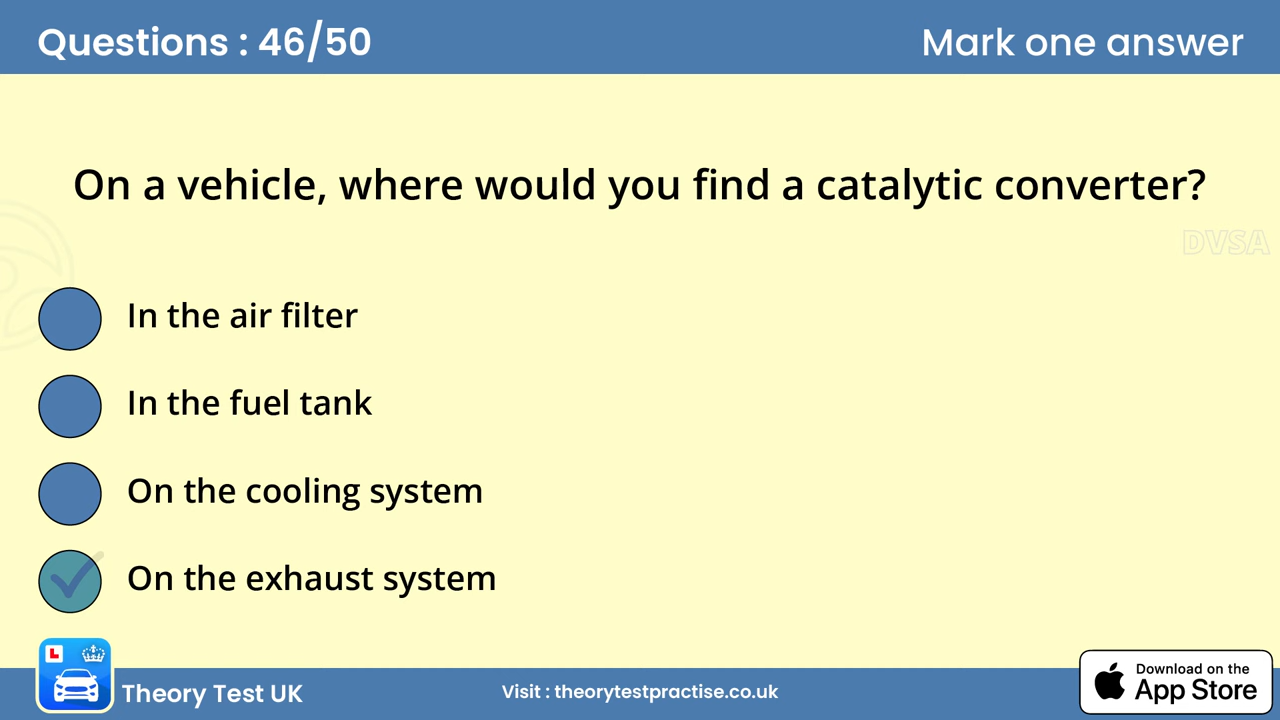 Questions : 46/50
Mark one answer
On a vehicle, where would you find a catalytic converter?
DVSA
In the air filter
In the fuel tank
On the cooling system
On the exhaust system
L
Theory Test UK
Visit : theorytestpractise.co.uk
Download on the
App Store